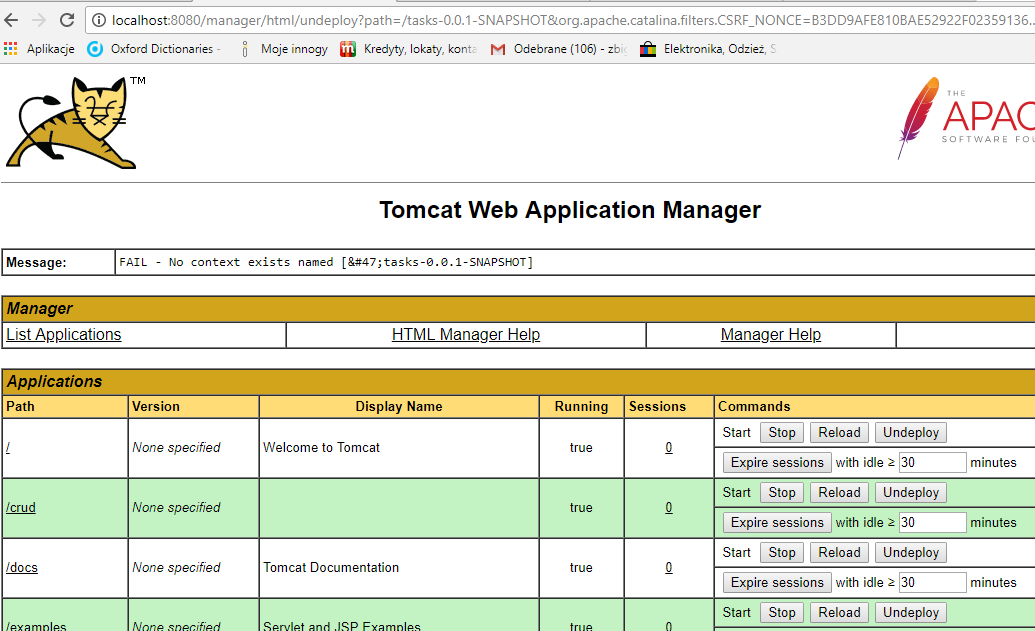 localhost:8080/manager/html/undeploy?path=/tasks-0.0.1-SNAPSHOT&org.apache.catalina.filters.CSRF_NONCE=B3DD9AFE810BAE52922F02359136...
Aplikacje Oxford Dictionaries - Moje innogy Kredyty, lokaty, konta Odebrane (106) - zbi Elektronika, Odzież, S
TM
THE
APAC
SOFTWARE FOU
Tomcat Web Application Manager
Message: FAIL - No context exists named [&#47;tasks-0.0.1-SNAPSHOT]
Manager
List Applications HTML Manager Help Manager Help
Applications
Path Version Display Name Running Sessions Commands
/ None specified Welcome to Tomcat true 0 Start Stop Reload Undeploy
Expire sessions with idle ≥ 30 minutes
/crud None specified true 0 Start Stop Reload Undeploy
Expire sessions with idle ≥ 30 minutes
/docs None specified Tomcat Documentation true 0 Start Stop Reload Undeploy
Expire sessions with idle ≥ 30 minutes
/examples None specified Servlet and JSP Examples true 0 Start Stop Reload Undeploy